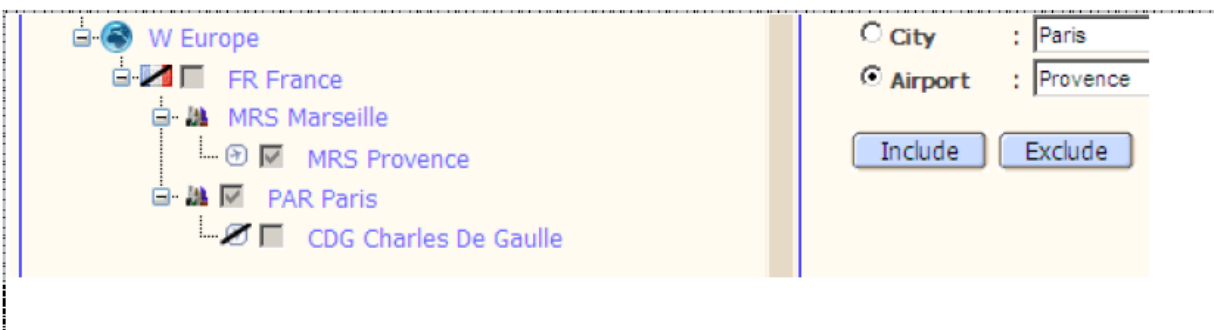 W Europe
FR France
MRS Marseille
MRS Provence
PAR Paris
CDG Charles De Gaulle
City : Paris
Airport : Provence
Include Exclude